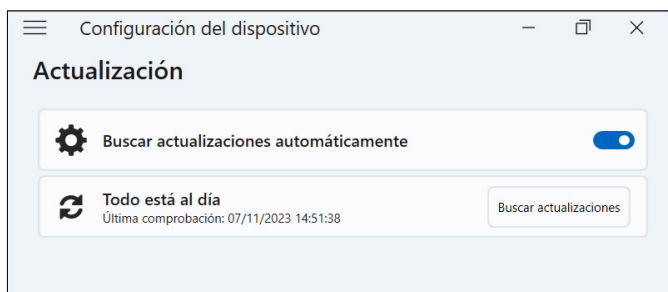 Configuración del dispositivo
Actualización
Buscar actualizaciones automáticamente
Todo está al día
Última comprobación: 07/11/2023 14:51:38
Buscar actualizaciones